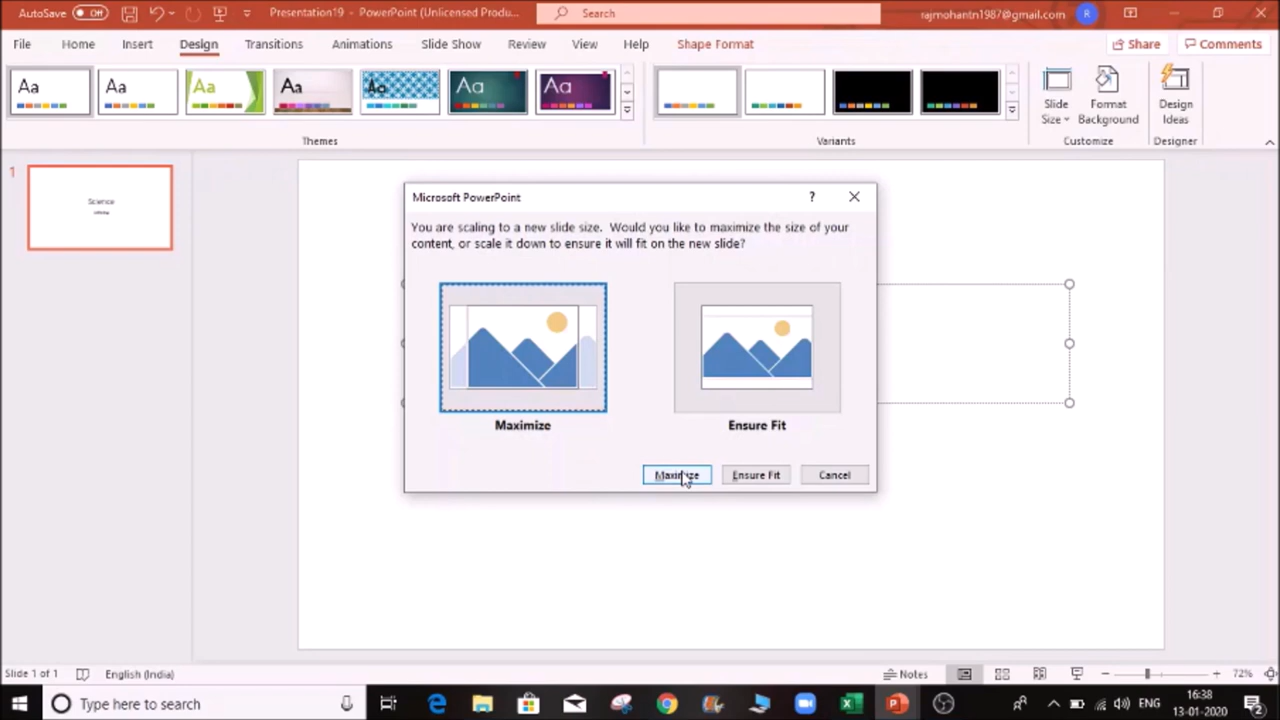 AutoSave Off Presentation19 - PowerPoint (Unlicensed Produ... Search rajmohantn1987@gmail.com R
File Home Insert Design Transitions Animations Slide Show Review View Help Shape Format Share Comments
Aa Aa Aa Aa Aa Aa Aa
Slide Size Format Background Design Ideas
Themes Variants Customize Designer
1
Science
Microsoft PowerPoint ?
You are scaling to a new slide size. Would you like to maximize the size of your
content, or scale it down to ensure it will fit on the new slide?
Maximize Ensure Fit
Maximize Ensure Fit Cancel
Slide 1 of 1 English (India) Notes 72%
Type here to search ENG 16:38
13-01-2020 2